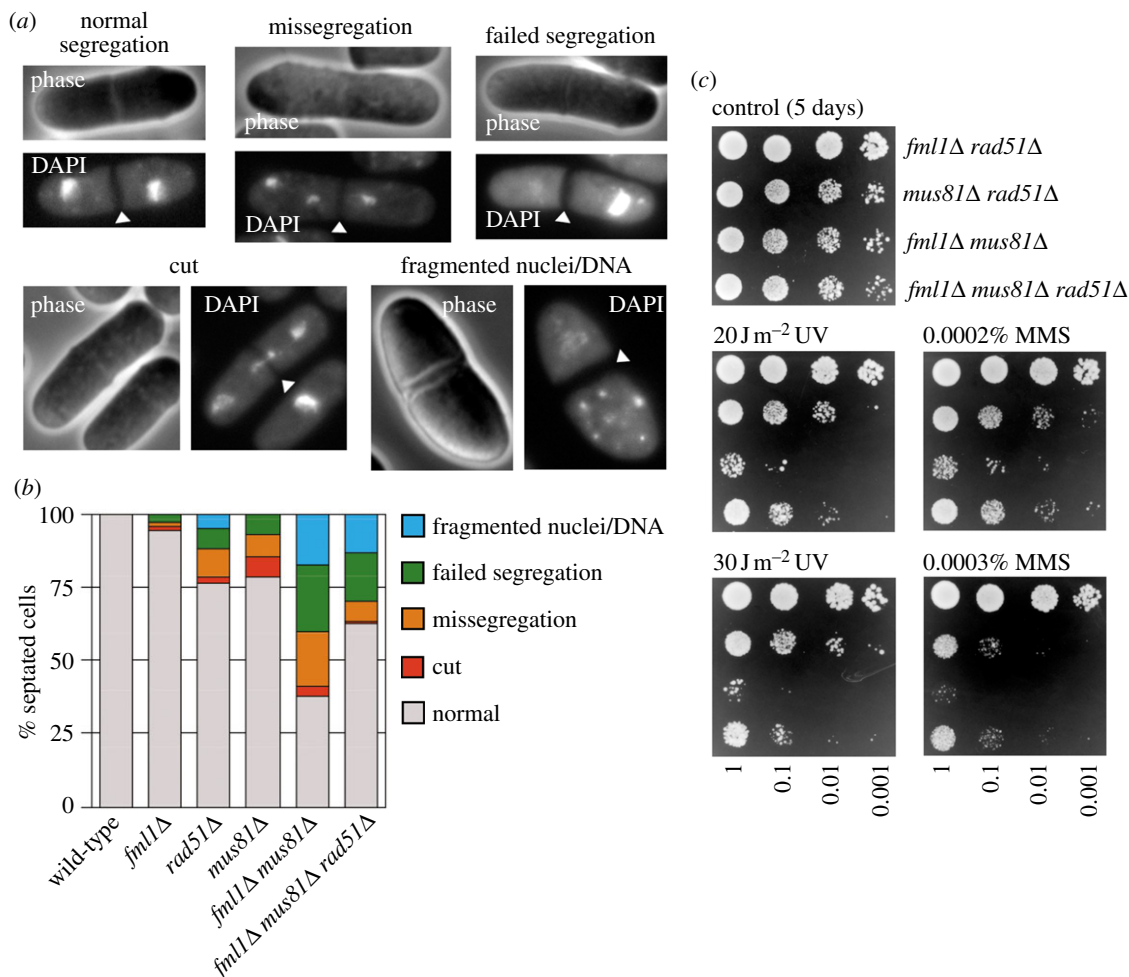 (a)
normal
segregation
missegregation
failed segregation
phase
phase
phase
DAPI
DAPI
DAPI
cut
fragmented nuclei/DNA
phase
DAPI
phase
DAPI
(b)
% septated cells
100
75
50
25
0
wild-type
fml1Δ
rad51Δ
mus81Δ
fml1Δ mus81Δ
fml1Δ mus81Δ rad51Δ
fragmented nuclei/DNA
failed segregation
missegregation
cut
normal
(c)
control (5 days)
fml1Δ rad51Δ
mus81Δ rad51Δ
fml1Δ mus81Δ
fml1Δ mus81Δ rad51Δ
20 J m⁻² UV
0.0002% MMS
30 J m⁻² UV
0.0003% MMS
1
0.1
0.01
0.001
1
0.1
0.01
0.001